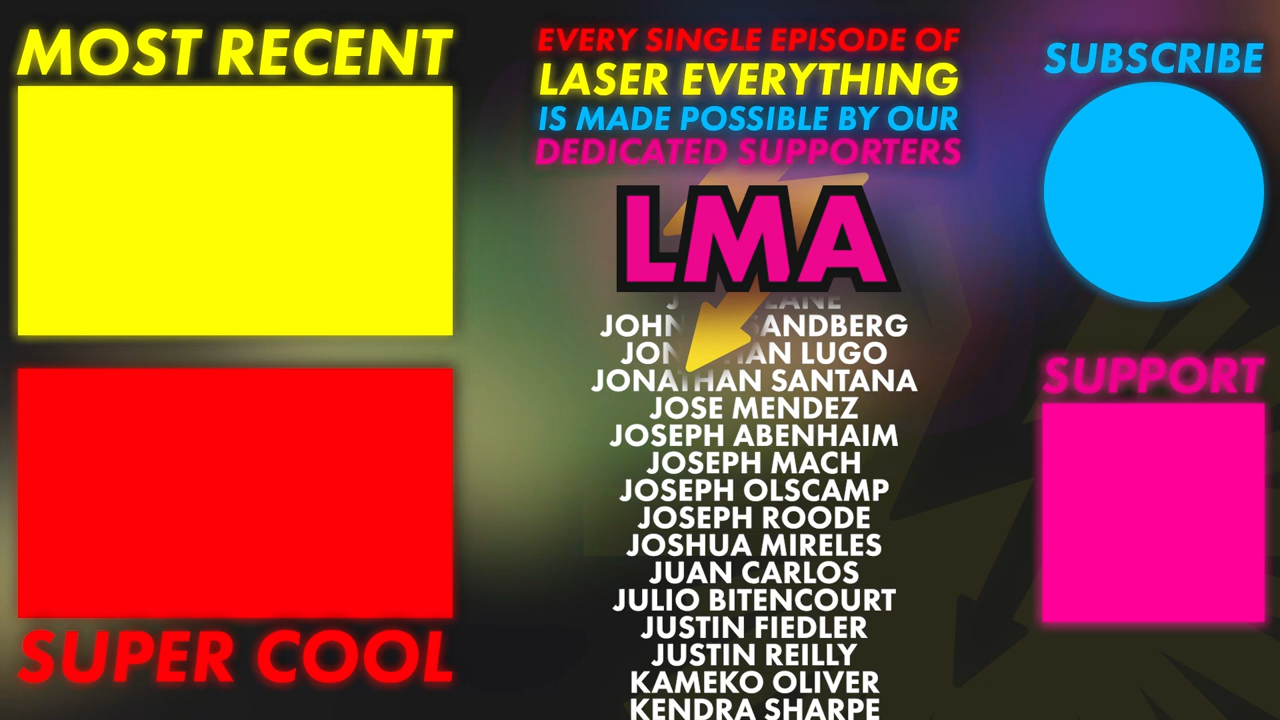 MOST RECENT
SUPER COOL
EVERY SINGLE EPISODE OF
LASER EVERYTHING
IS MADE POSSIBLE BY OUR
DEDICATED SUPPORTERS
LMA
SANDBERG
LUGO
JONATHAN SANTANA
JOSE MENDEZ
JOSEPH ABENHAIM
JOSEPH MACH
JOSEPH OLSCAMP
JOSEPH ROODE
JOSHUA MIRELES
JUAN CARLOS
JULIO BITENCOURT
JUSTIN FIEDLER
JUSTIN REILLY
KAMEKO OLIVER
KENDRA SHARPE
SUBSCRIBE
SUPPORT